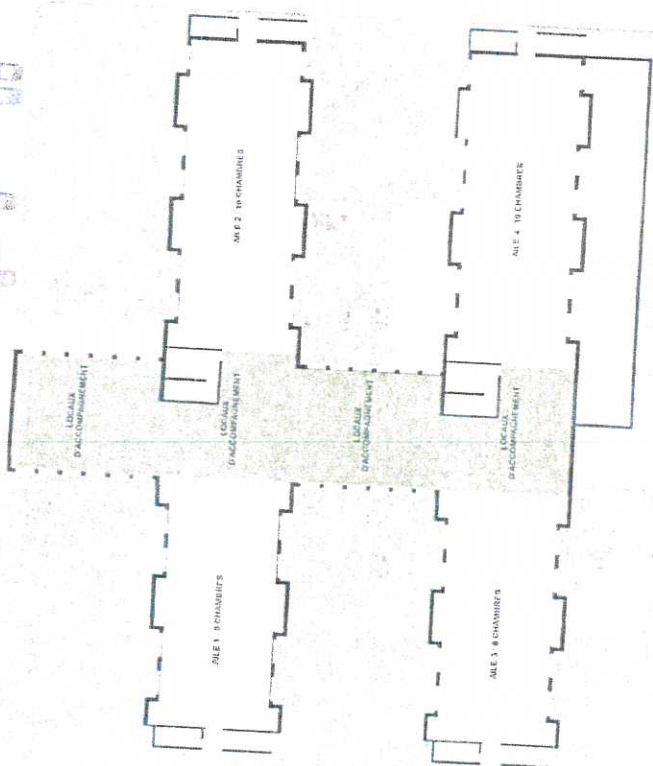 AILE 2 - 10 CHAMBRES
AILE 4 - 10 CHAMBRES
LOCAUX
D'ACCOMPAGNEMENT
LOCAUX
D'ACCOMPAGNEMENT
LOCAUX
D'ACCOMPAGNEMENT
LOCAUX
D'ACCOMPAGNEMENT
AILE 1 - 8 CHAMBRES
AILE 3 - 8 CHAMBRES